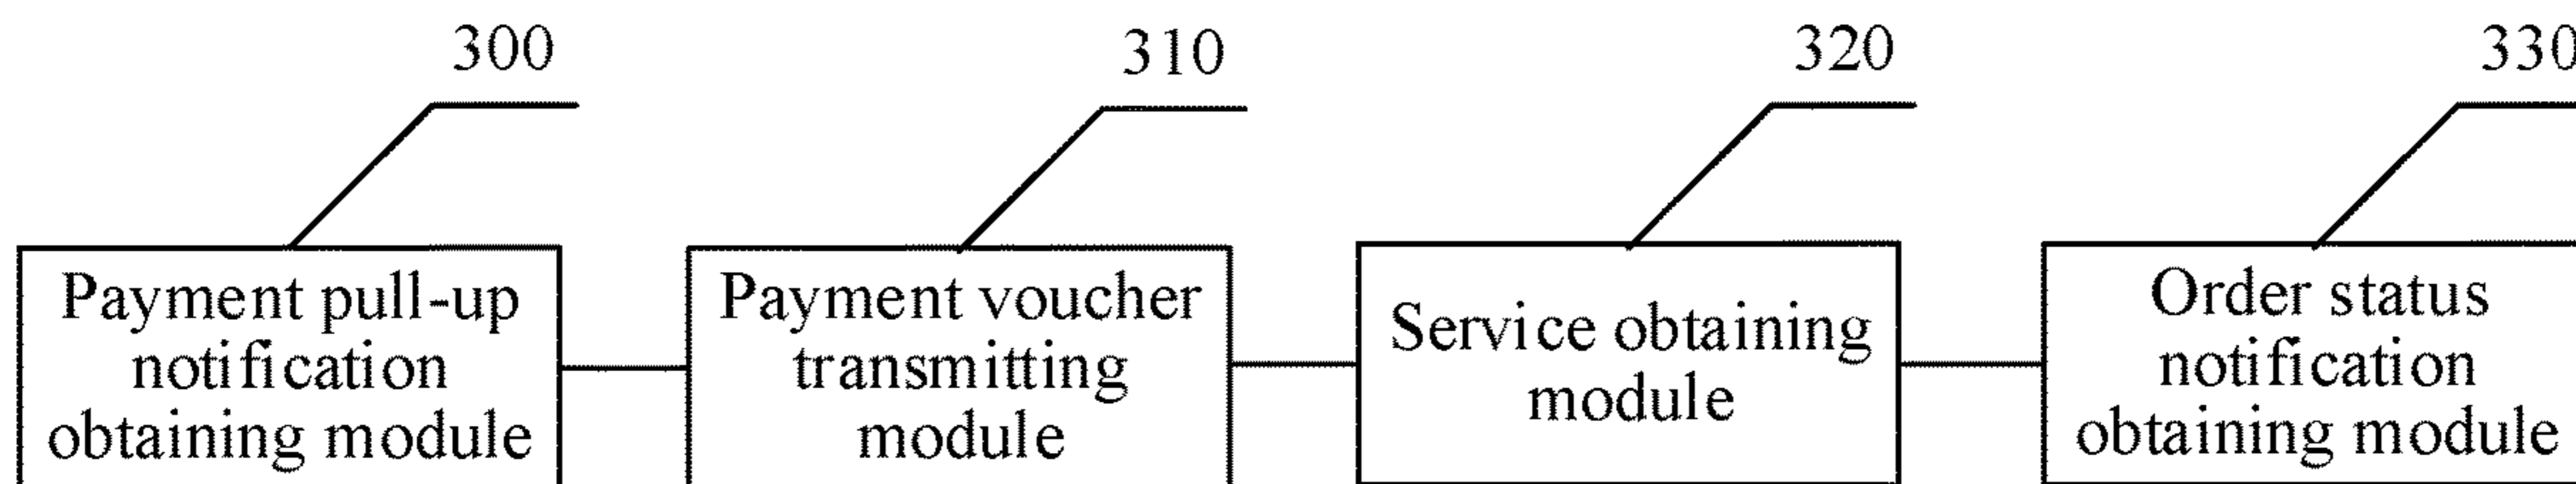 300
310
320
330
Payment pull-up
notification
obtaining module
Payment voucher
transmitting
module
Service obtaining
module
Order status
notification
obtaining module